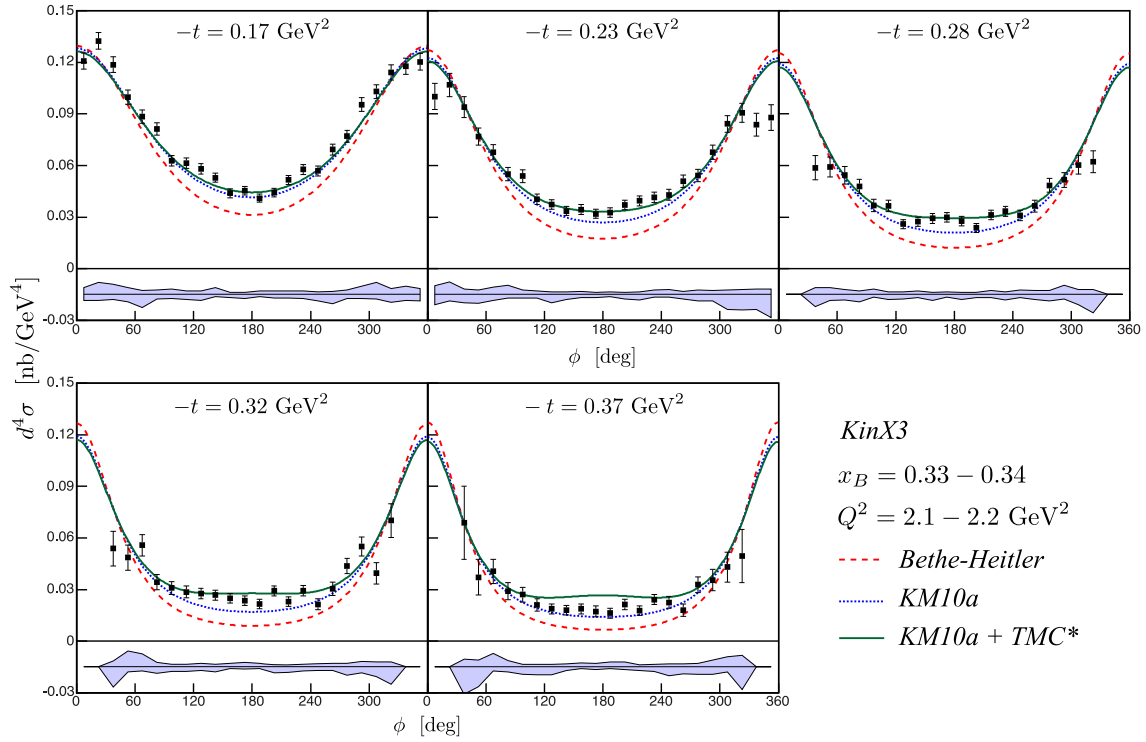 −t = 0.17 GeV²
−t = 0.23 GeV²
−t = 0.28 GeV²
0.15
0.12
0.09
0.06
0.03
0
-0.03
0 60 120 180 240 300 0 60 120 180 240 300 0 60 120 180 240 300 360
ϕ [deg]
d⁴σ [nb/GeV⁴]
−t = 0.32 GeV²
− t = 0.37 GeV²
0.15
0.12
0.09
0.06
0.03
0
-0.03
0 60 120 180 240 300 0 60 120 180 240 300 360
ϕ [deg]
KinX3
x_B = 0.33 − 0.34
Q² = 2.1 − 2.2 GeV²
Bethe-Heitler
KM10a
KM10a + TMC*